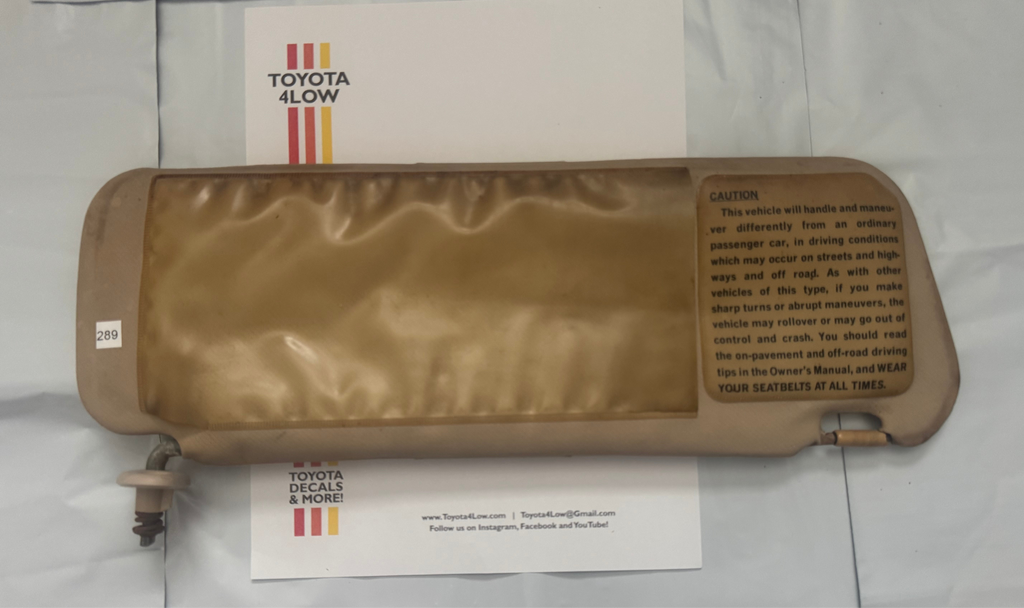 TOYOTA
4LOW
289
CAUTION
This vehicle will handle and maneu-
ver differently from an ordinary
passenger car, in driving conditions
which may occur on streets and high-
ways and off road. As with other
vehicles of this type, if you make
sharp turns or abrupt maneuvers, the
vehicle may rollover or may go out of
control and crash. You should read
the on-pavement and off-road driving
tips in the Owner's Manual, and WEAR
YOUR SEATBELTS AT ALL TIMES.
TOYOTA
DECALS
& MORE!
www.Toyota4Low.com | Toyota4Low@Gmail.com
Follow us on Instagram, Facebook and YouTube!